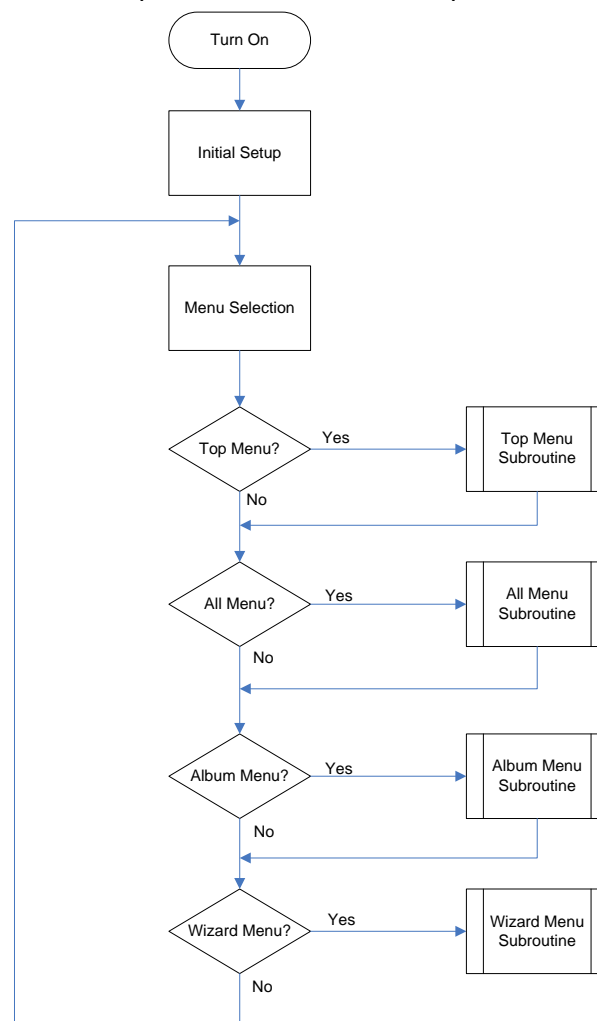 Turn On
Initial Setup
Menu Selection
Top Menu?
Yes
Top Menu
Subroutine
No
All Menu?
Yes
All Menu
Subroutine
No
Album Menu?
Yes
Album Menu
Subroutine
No
Wizard Menu?
Yes
Wizard Menu
Subroutine
No